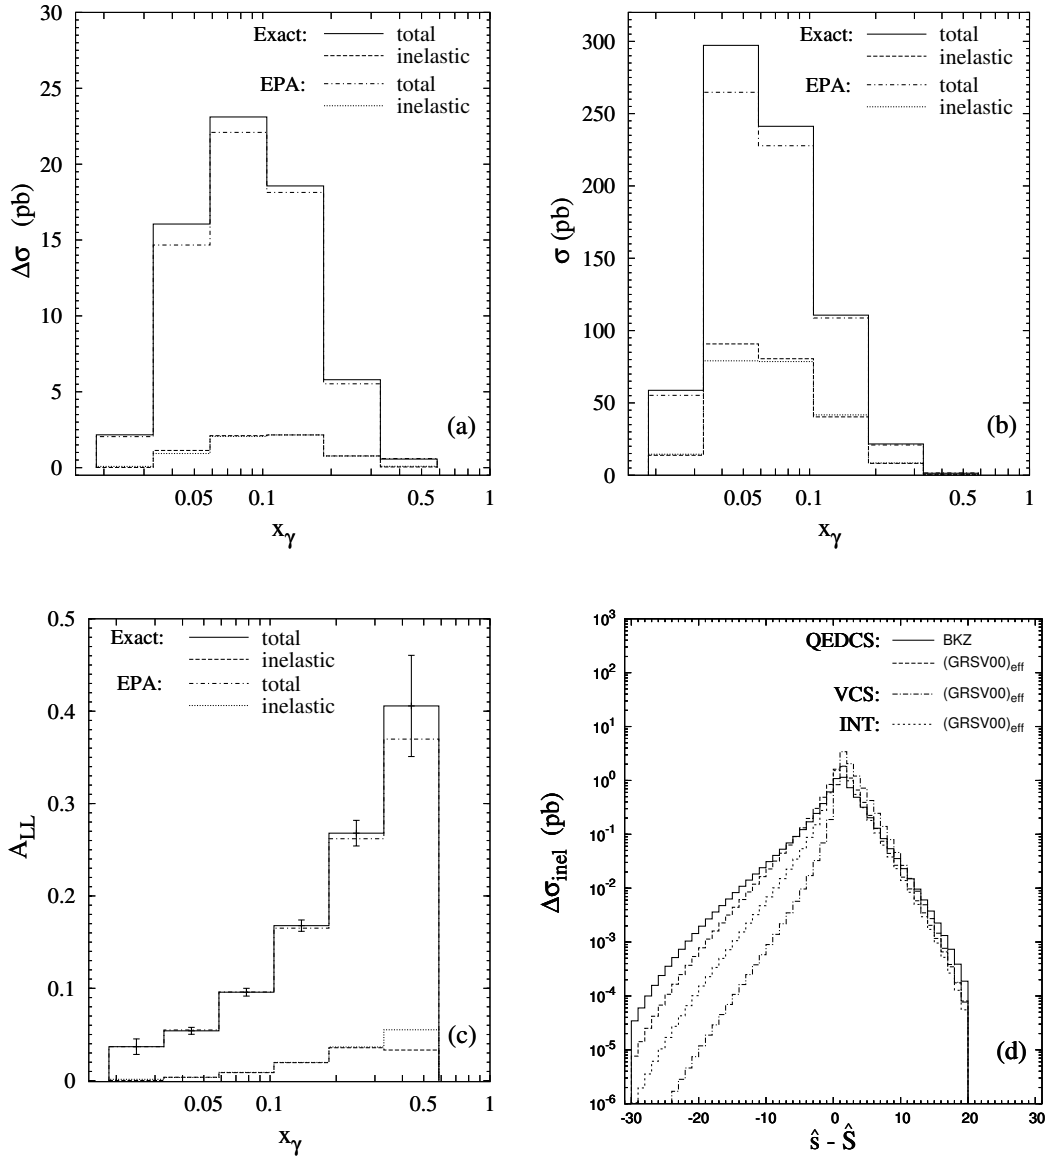 30
25
20
15
10
5
0
Δσ (pb)
Exact: total
inelastic
EPA: total
inelastic
(a)
0.05 0.1 0.5 1
xγ
300
250
200
150
100
50
0
σ (pb)
Exact: total
inelastic
EPA: total
inelastic
(b)
0.05 0.1 0.5 1
xγ
0.5
0.4
0.3
0.2
0.1
0
A_LL
Exact: total
inelastic
EPA: total
inelastic
(c)
0.05 0.1 0.5 1
xγ
10^3
10^2
10^1
10^0
10^-1
10^-2
10^-3
10^-4
10^-5
10^-6
Δσ_inel (pb)
QEDCS: BKZ
(GRSV00)_eff
VCS: (GRSV00)_eff
INT: (GRSV00)_eff
(d)
-30 -20 -10 0 10 20 30
ŝ - Ŝ